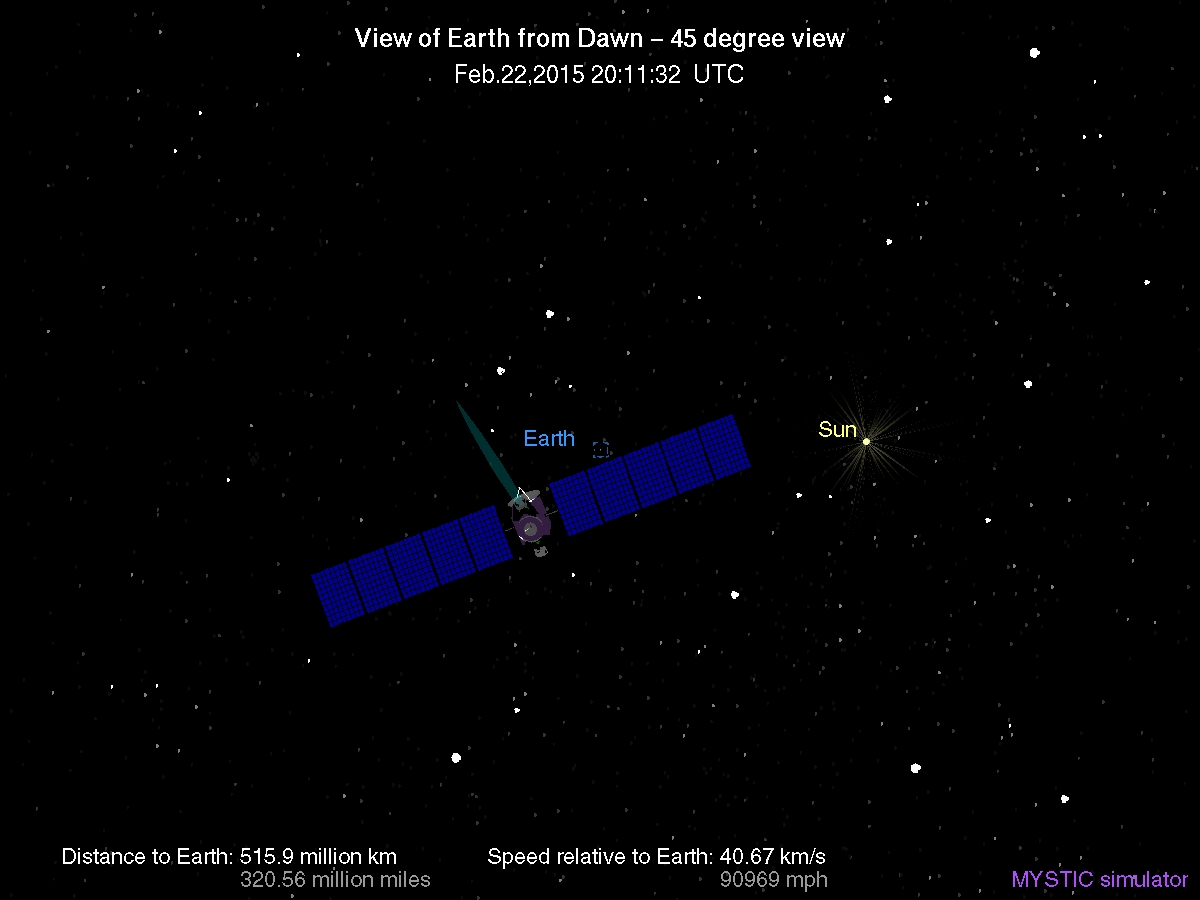 View of Earth from Dawn – 45 degree view
Feb.22,2015 20:11:32 UTC
Earth
Sun
Distance to Earth: 515.9 million km
320.56 million miles
Speed relative to Earth: 40.67 km/s
90969 mph
MYSTIC simulator